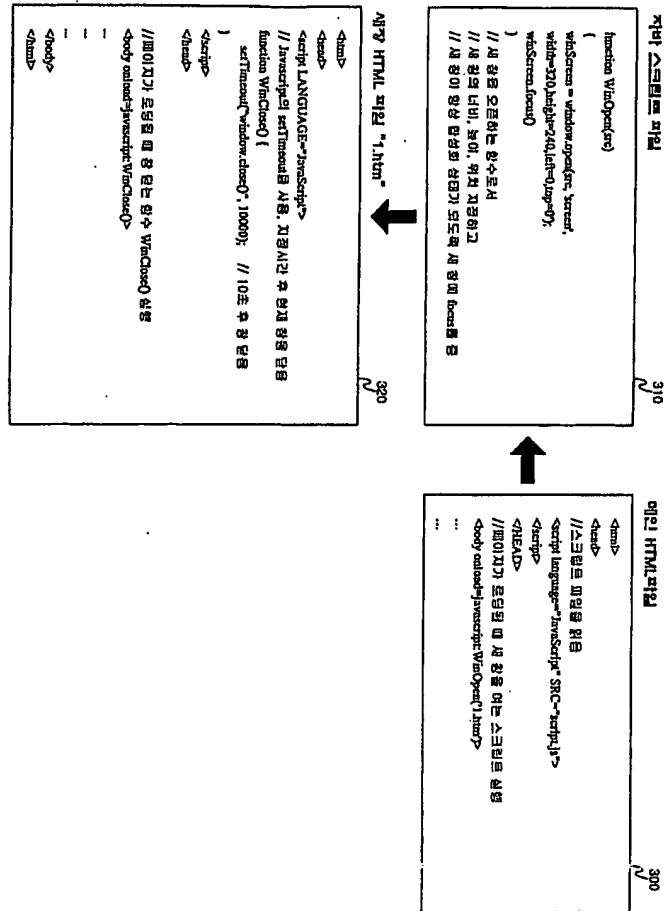 자바 스크립트 파일
310
function WinOpen(src)
{
winScreen = window.open(src, 'screen',
width=320,height=240,left=0,top=0');
winScreen.focus()
}
// 새 창을 오픈하는 함수로서
// 새 창의 너비, 높이, 위치 지정하고
// 새 창이 항상 활성화 상태가 되도록 새 창에 focus를 줌
메인 HTML파일
300
<html>
<head>
//스크립트 파일을 읽음
<script language="JavaScript" SRC="script.js">
</script>
</HEAD>
//페이지가 로딩될 때 새 창을 여는 스크립트 실행
<body onload=javascript:WinOpen('1.htm')>
...
...
새창 HTML 파일 "1.htm"
320
<html>
<head>
<script LANGUAGE="JavaScript">
// Javascript의 setTimeout을 사용, 지정시간 후 현재 창을 닫음
function WinClose() {
setTimeout("window.close()", 10000); // 10초 후 창 닫음
}
</script>
</head>
//페이지가 로딩될 때 창 닫는 함수 WinClose() 실행
<body onload=javascript:WinClose()>
...
...
...
</body>
</html>